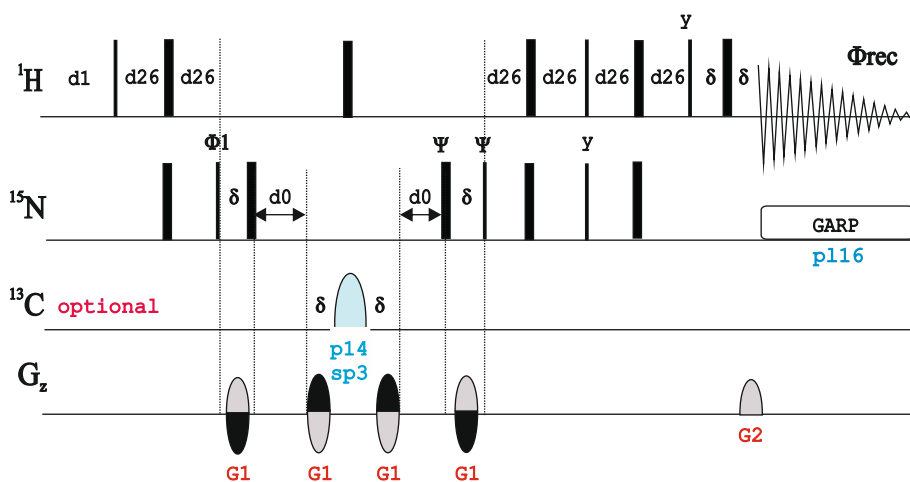 y
¹H d1 d26 d26 d26 d26 d26 d26 δ δ Φrec
Φ1 Ψ Ψ y
¹⁵N δ d0 d0 δ
GARP
pl16
¹³C optional δ δ
p14
sp3
Gz
G1 G1 G1 G1 G2